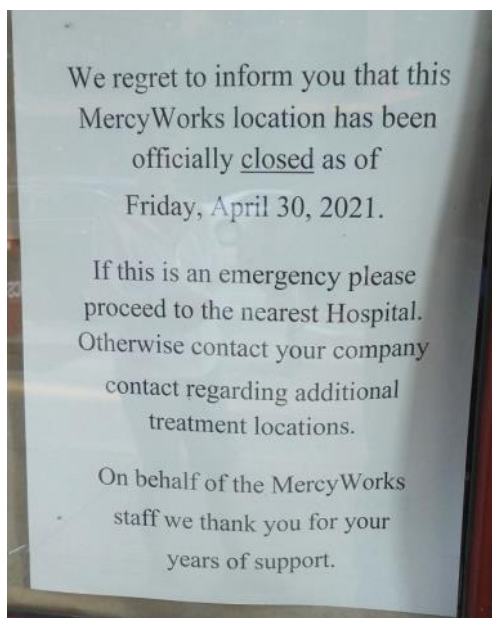 We regret to inform you that this
MercyWorks location has been
officially closed as of
Friday, April 30, 2021.
If this is an emergency please
proceed to the nearest Hospital.
Otherwise contact your company
contact regarding additional
treatment locations.
On behalf of the MercyWorks
staff we thank you for your
years of support.